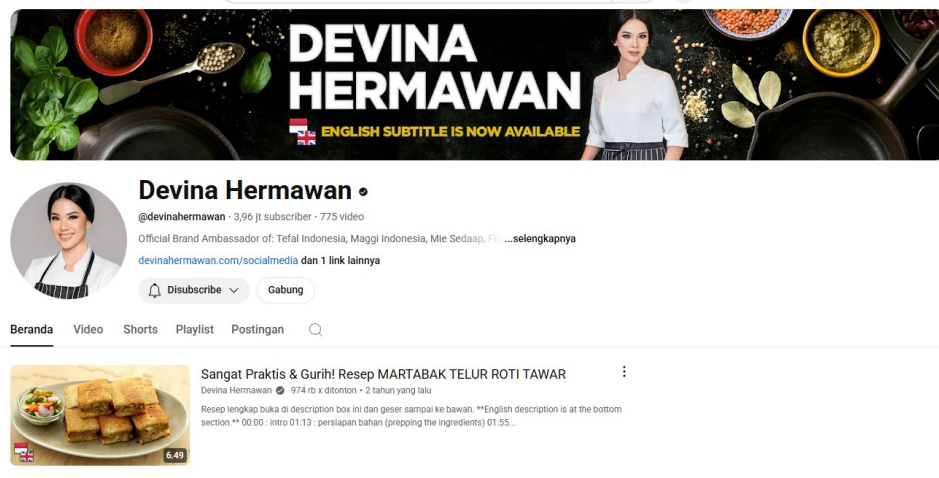 DEVINA
HERMAWAN
ENGLISH SUBTITLE IS NOW AVAILABLE
Devina Hermawan
@devinahermawan · 3,96 jt subscriber · 775 video
Official Brand Ambassador of: Tefal Indonesia, Maggi Indonesia, Mie Sedaap, ...selengkapnya
devinahermawan.com/socialmedia dan 1 link lainnya
Disubscribe
Gabung
Beranda Video Shorts Playlist Postingan
Sangat Praktis & Gurih! Resep MARTABAK TELUR ROTI TAWAR
Devina Hermawan 974 rb x ditonton • 2 tahun yang lalu
Resep lengkap buka di description box ini dan geser sampai ke bawah. **English description is at the bottom
section.** 00:00 : intro 01:13 : persiapan bahan (prepping the ingredients) 01:55...
6.49